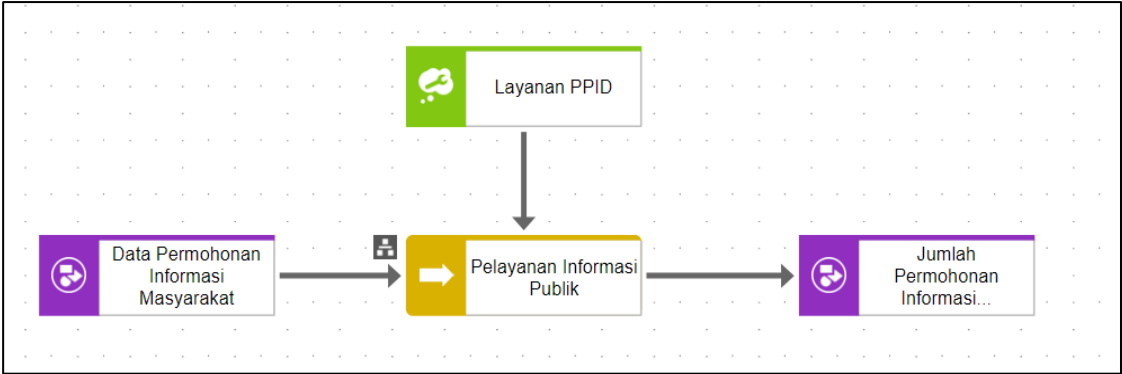 Layanan PPID
Data Permohonan
Informasi
Masyarakat
Pelayanan Informasi
Publik
Jumlah
Permohonan
Informasi...